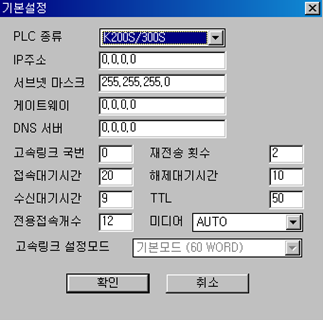 기본설정
PLC 종류 K200S/300S
IP주소 0,0,0,0
서브넷 마스크 255,255,255,0
게이트웨이 0,0,0,0
DNS 서버 0,0,0,0
고속링크 국번 0 재전송 횟수 2
접속대기시간 20 해제대기시간 10
수신대기시간 9 TTL 50
전용접속개수 12 미디어 AUTO
고속링크 설정모드 기본모드 (60 WORD)
확인 취소